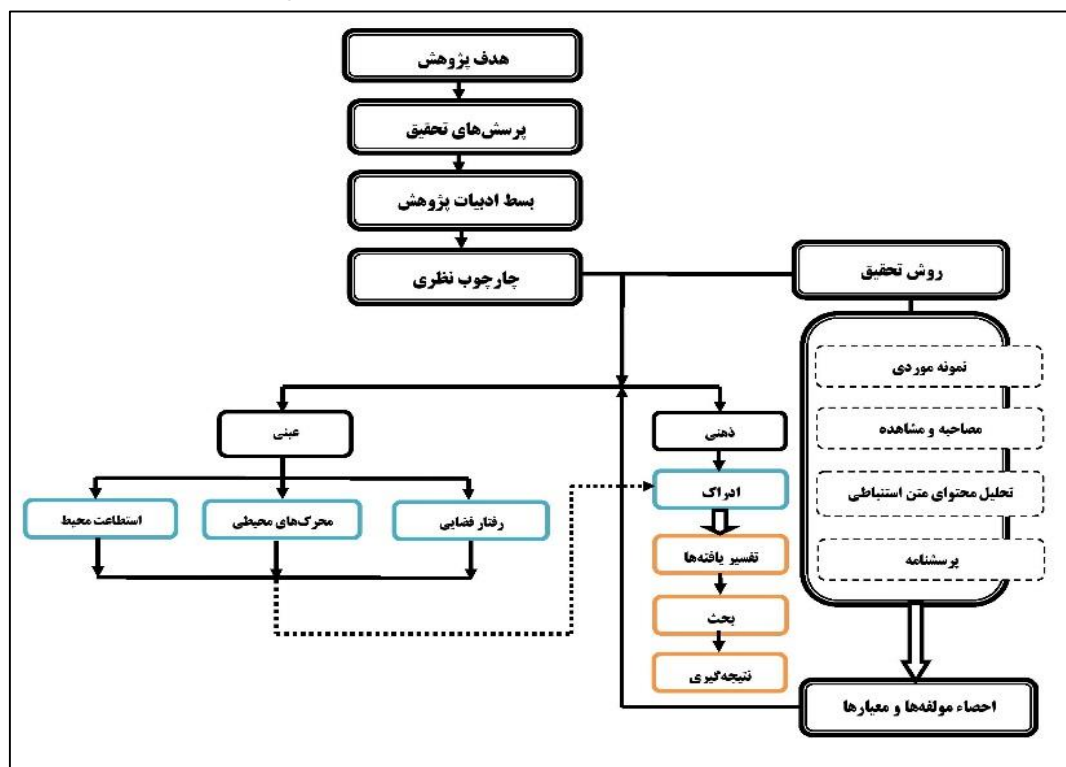 هدف پژوهش
پرسش‌های تحقیق
بسط ادبیات پژوهش
چارچوب نظری
روش تحقیق
نمونه موردی
مصاحبه و مشاهده
تحلیل محتوای متن استنباطی
پرسشنامه
احصاء مولفه‌ها و معیارها
ذهنی
ادراک
تفسیر یافته‌ها
بحث
نتیجه‌گیری
عینی
رفتار فضایی
محرک‌های محیطی
استطاعت محیط